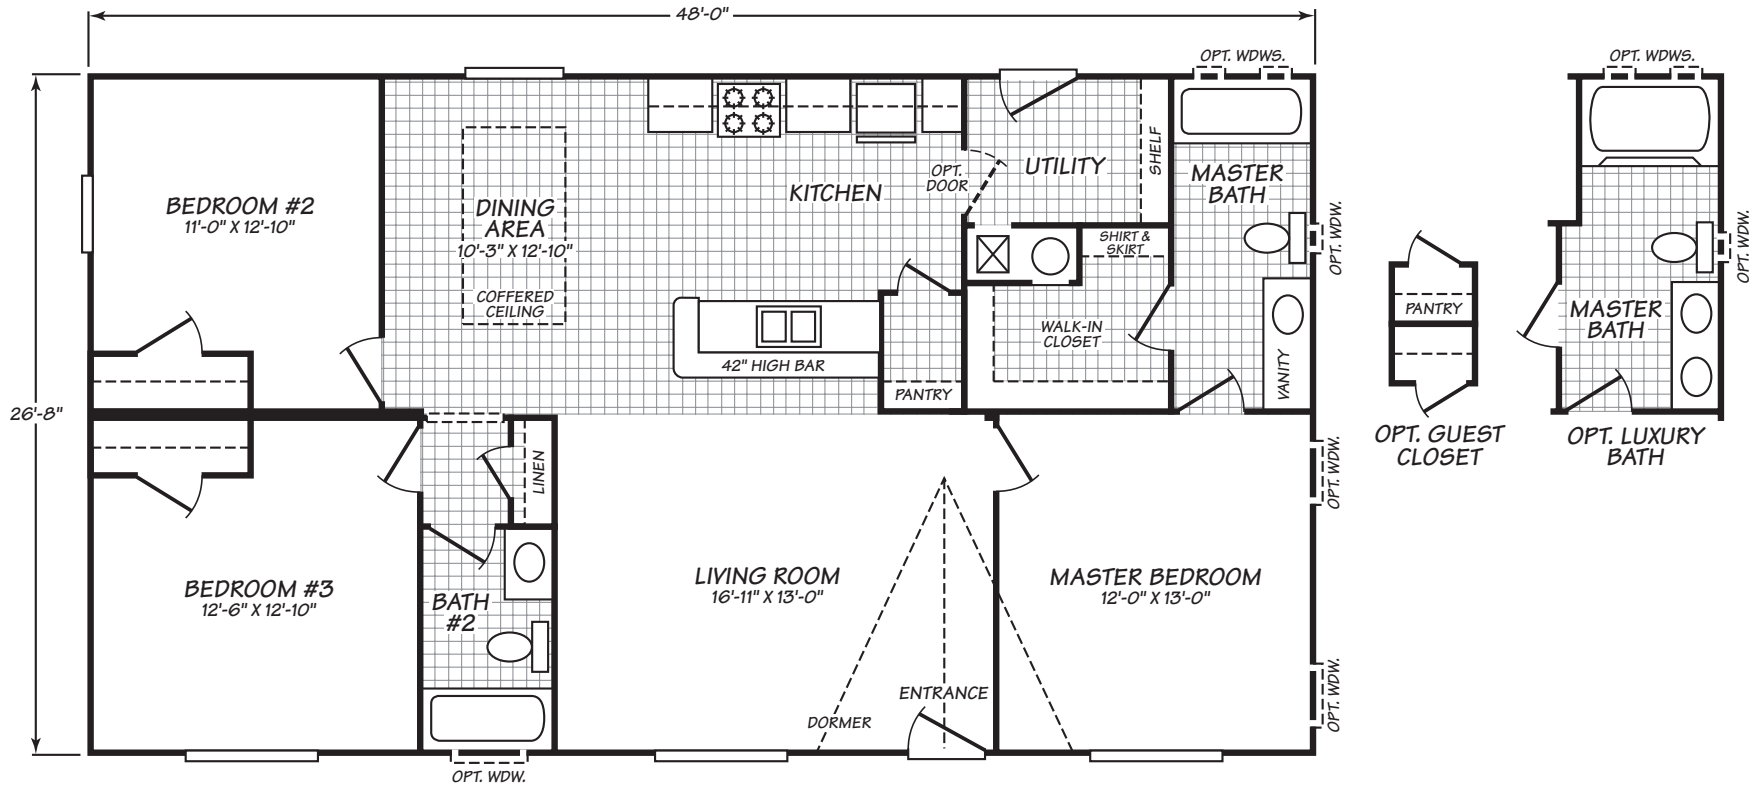 48'-0"
OPT. WDWS.
OPT. WDWS.
BEDROOM #2
11'-0" X 12'-10"
DINING
AREA
10'-3" X 12'-10"
COFFERED
CEILING
KITCHEN
OPT.
DOOR
UTILITY
SHELF
MASTER
BATH
OPT. WDW.
SHIRT &
SKIRT
WALK-IN
CLOSET
VANITY
42" HIGH BAR
PANTRY
26'-8"
PANTRY
OPT. GUEST
CLOSET
MASTER
BATH
OPT. WDW.
OPT. LUXURY
BATH
LINEN
BEDROOM #3
12'-6" X 12'-10"
BATH
#2
LIVING ROOM
16'-11" X 13'-0"
MASTER BEDROOM
12'-0" X 13'-0"
OPT. WDW.
OPT. WDW.
ENTRANCE
DORMER
OPT. WDW.